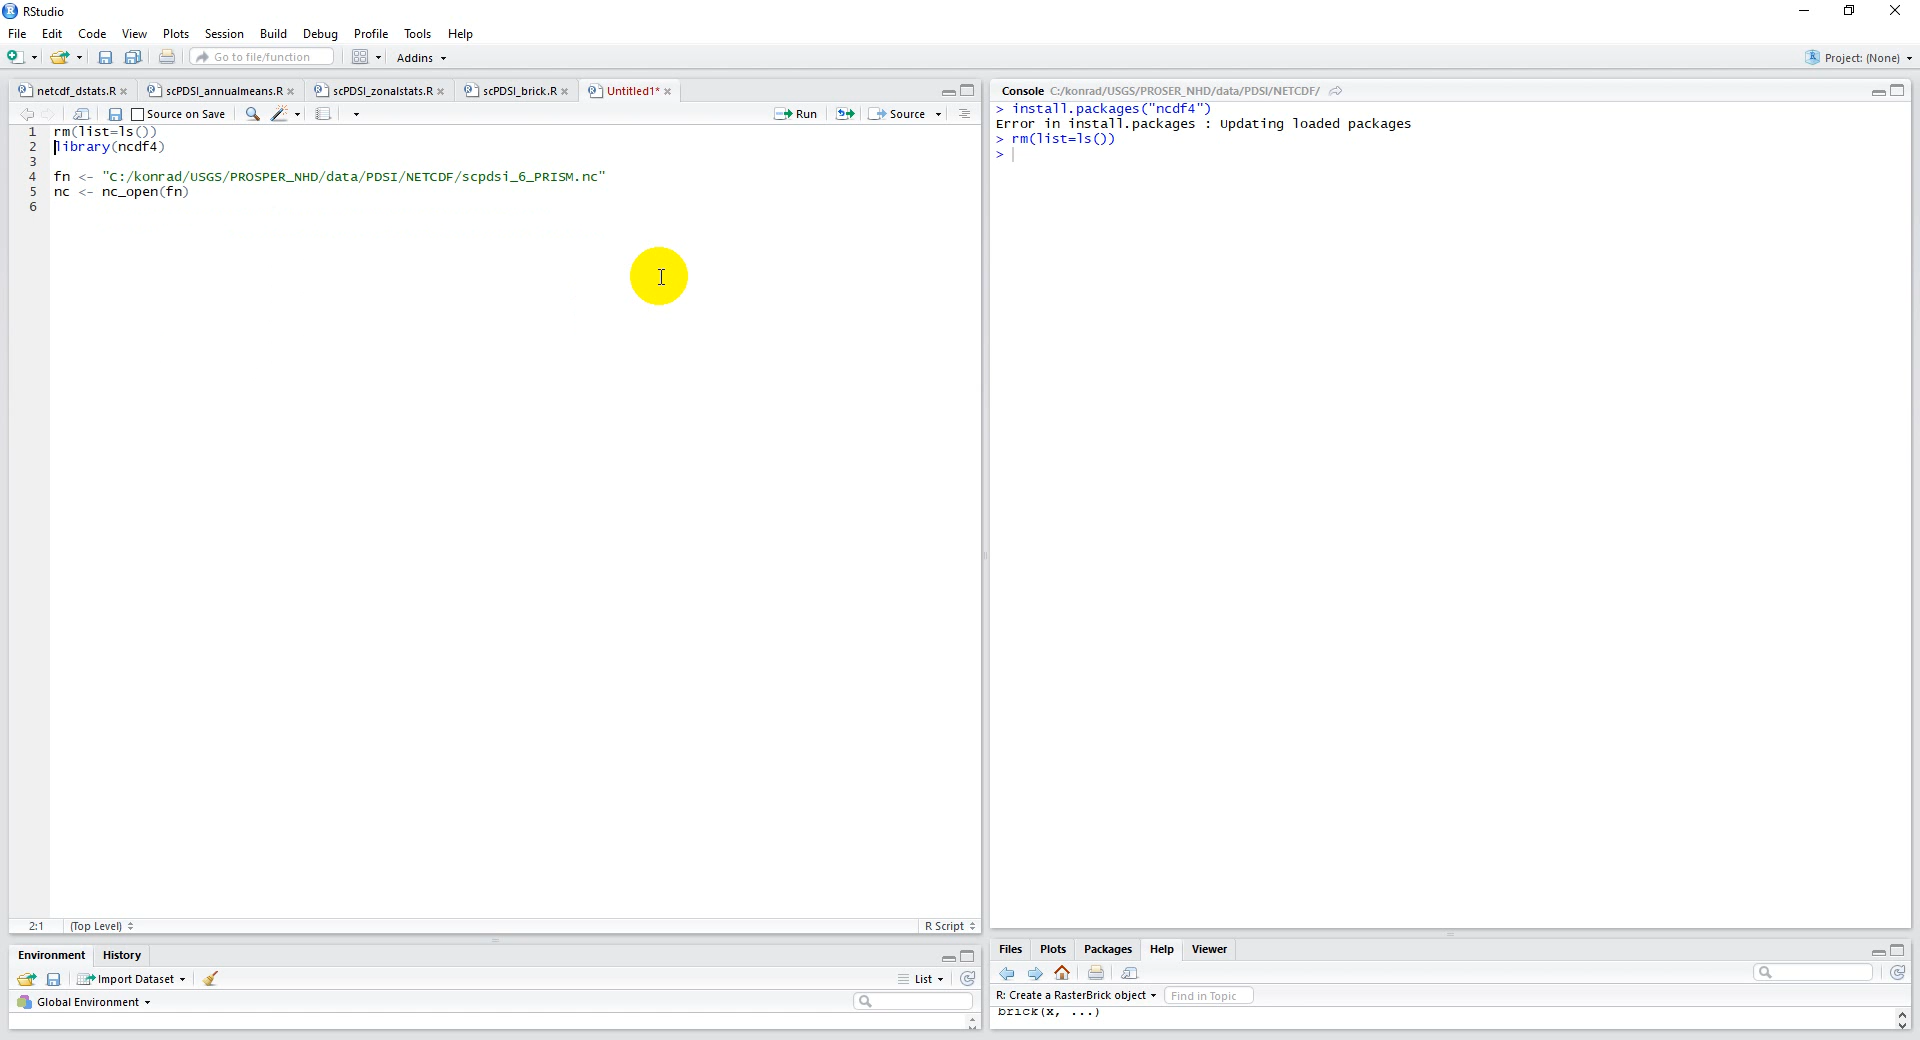 RStudio
File Edit Code View Plots Session Build Debug Profile Tools Help
Go to file/function Addins Project: (None)
netcdf_dstats.R scPDSI_annualmeans.R scPDSI_zonalstats.R scPDSI_brick.R Untitled1*
Source on Save Run Source
1 rm(list=ls())
2 library(ncdf4)
3
4 fn <- "C:/konrad/USGS/PROSPER_NHD/data/PDSI/NETCDF/scpdsi_6_PRISM.nc"
5 nc <- nc_open(fn)
6
2:1 (Top Level) R Script
Environment History
Import Dataset List
Global Environment
Console C:/konrad/USGS/PROSER_NHD/data/PDSI/NETCDF/
> install.packages("ncdf4")
Error in install.packages : Updating loaded packages
> rm(list=ls())
>
Files Plots Packages Help Viewer
R: Create a RasterBrick object Find in Topic
brick(x, ...)